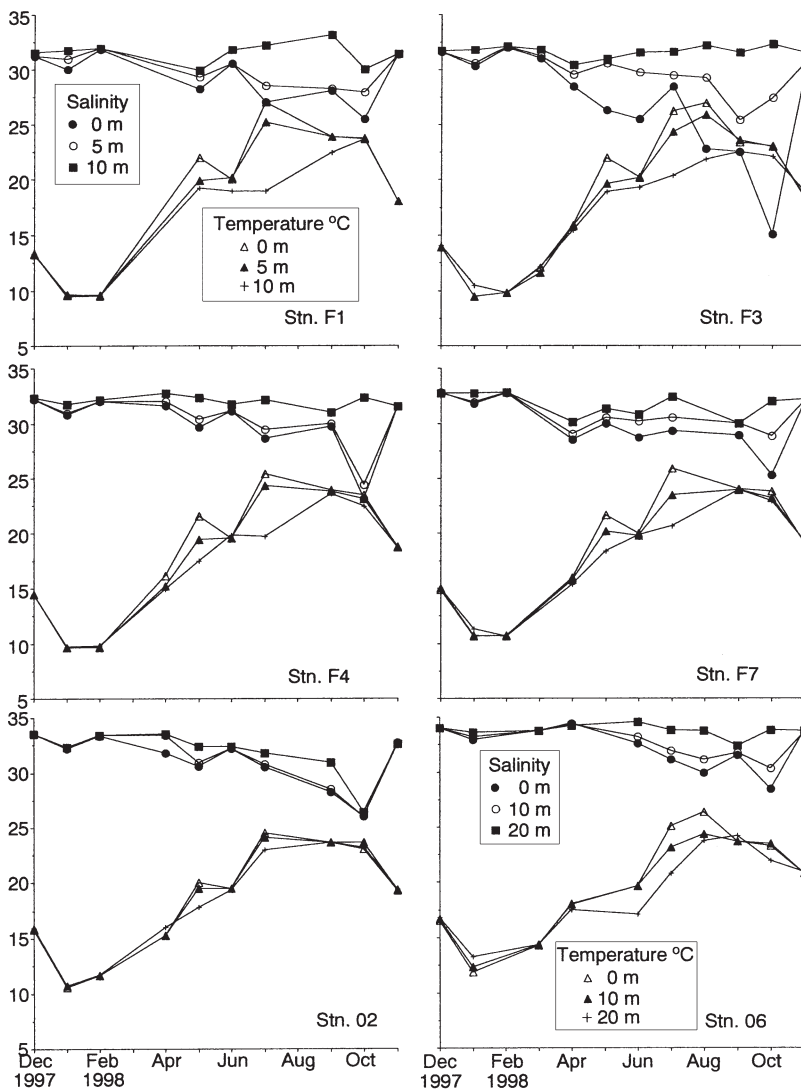 35
30
25
20
15
10
5
Salinity
0 m
5 m
10 m
Temperature °C
0 m
5 m
10 m
Stn. F1
Stn. F3
35
30
25
20
15
10
5
Stn. F4
Stn. F7
35
30
25
20
15
10
5
Stn. 02
Salinity
0 m
10 m
20 m
Temperature °C
0 m
10 m
20 m
Stn. 06
Dec Feb Apr Jun Aug Oct
1997 1998
Dec Feb Apr Jun Aug Oct
1997 1998